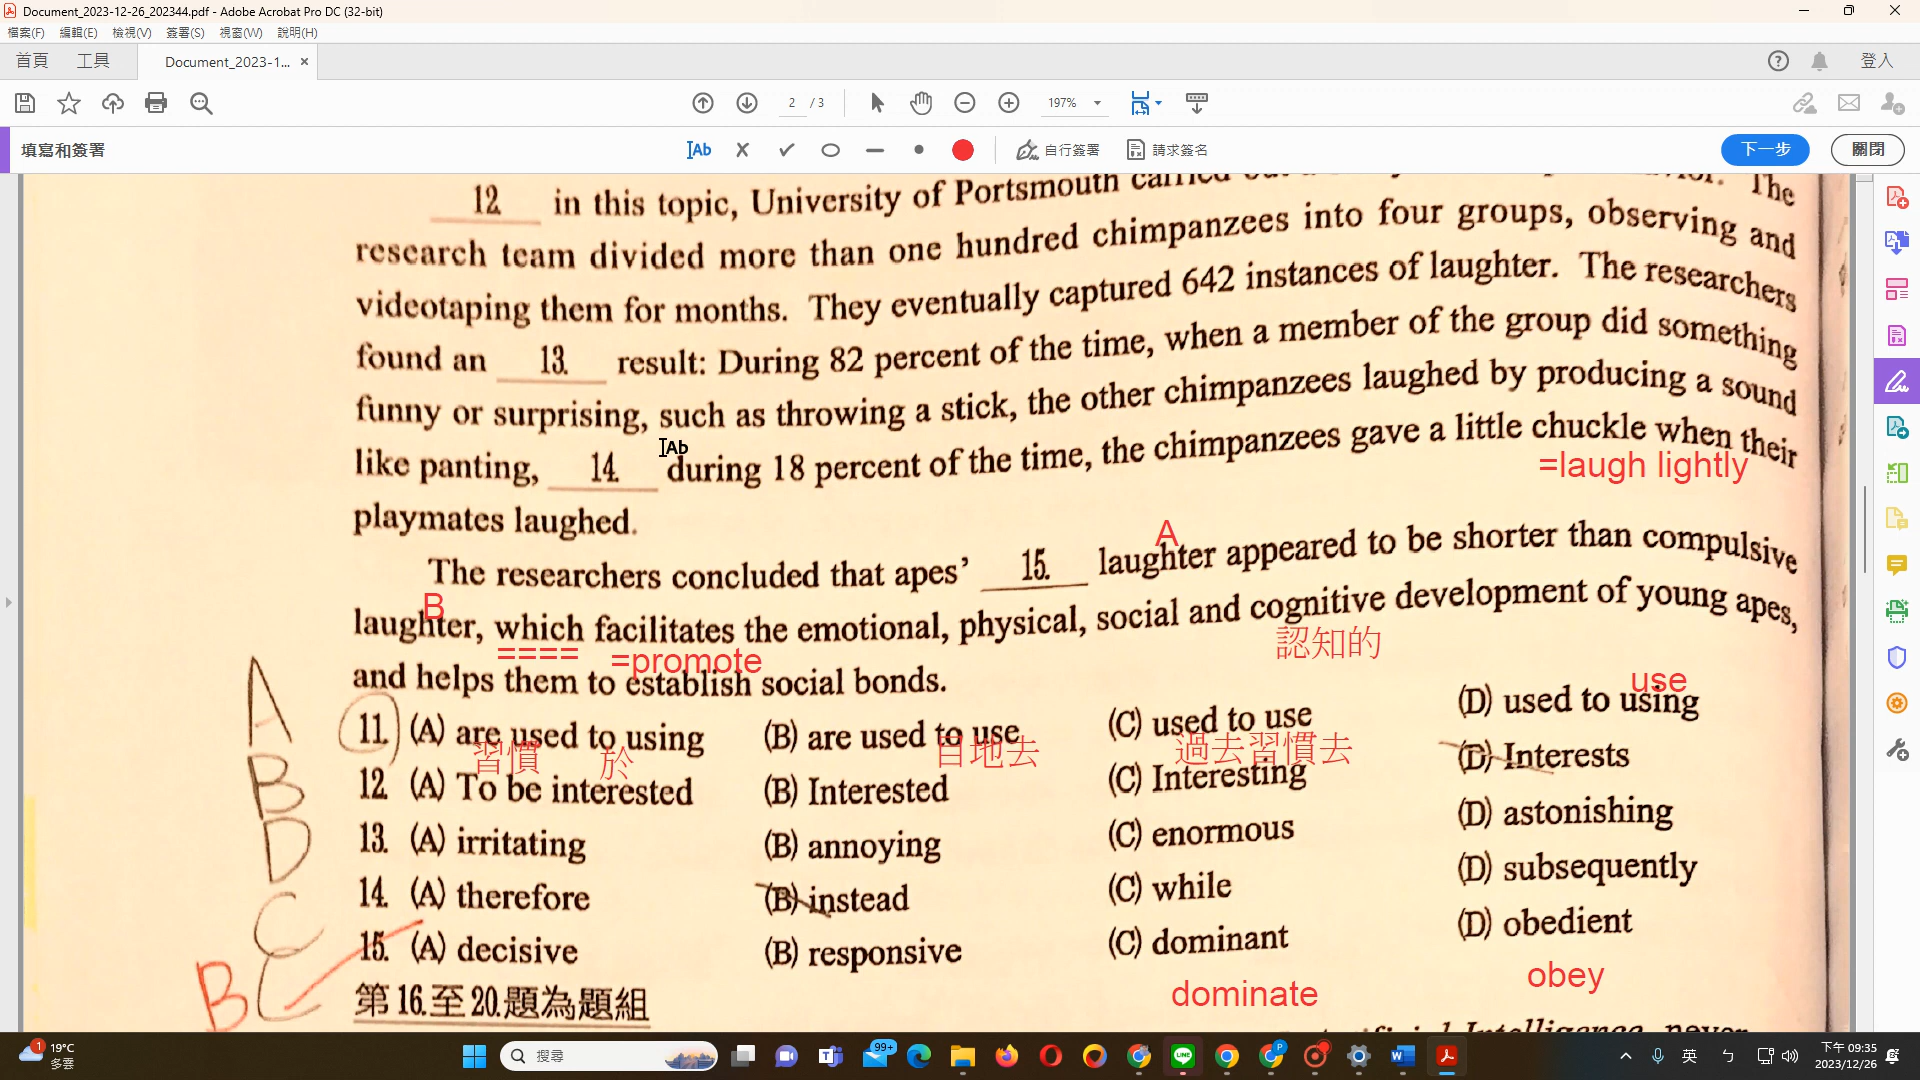 Document_2023-12-26_202344.pdf - Adobe Acrobat Pro DC (32-bit)
檔案(F) 編輯(E) 檢視(V) 簽署(S) 視窗(W) 說明(H)
首頁 工具 Document_2023-1... × 登入
2 / 3 197%
填寫和簽署 Ab 自行簽署 請求簽名 下一步 關閉
12. in this topic, University of Portsmouth carried out The
research team divided more than one hundred chimpanzees into four groups, observing and
videotaping them for months. They eventually captured 642 instances of laughter. The researchers
found an 13. result: During 82 percent of the time, when a member of the group did something
funny or surprising, such as throwing a stick, the other chimpanzees laughed by producing a sound
Ab
like panting, 14. during 18 percent of the time, the chimpanzees gave a little chuckle when their
=laugh lightly
playmates laughed.
A
The researchers concluded that apes' 15. laughter appeared to be shorter than compulsive
B
laughter, which facilitates the emotional, physical, social and cognitive development of young apes,
==== =promote 認知的
and helps them to establish social bonds.
use
A 11. (A) are used to using (B) are used to use (C) used to use (D) used to using
習慣 於 目地去 過去習慣去
B 12. (A) To be interested (B) Interested (C) Interesting (D) Interests
D 13. (A) irritating (B) annoying (C) enormous (D) astonishing
C 14. (A) therefore (B) instead (C) while (D) subsequently
B C 15. (A) decisive (B) responsive (C) dominant (D) obedient
dominate obey
第16.至20.題為題組
Intelligence never
1 19°C
多雲
搜尋 99+ P 英 ㄅ 下午 09:35
2023/12/26